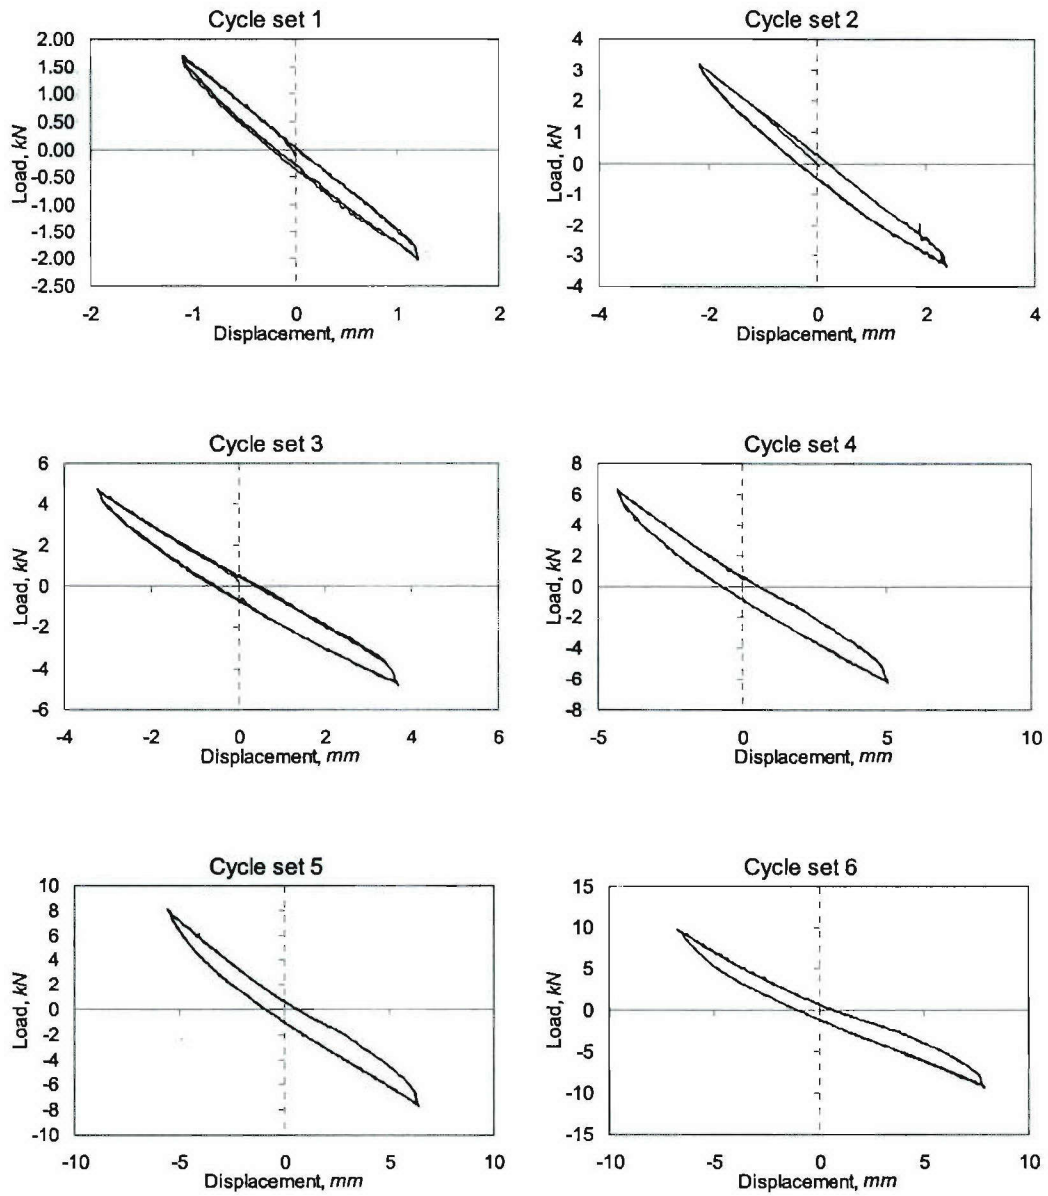 Cycle set 1
2.00
1.50
1.00
0.50
0.00
-0.50
-1.00
-1.50
-2.00
-2.50
Load, kN
-2 -1 0 1 2
Displacement, mm
Cycle set 2
4
3
2
1
0
-1
-2
-3
-4
Load, kN
-4 -2 0 2 4
Displacement, mm
Cycle set 3
6
4
2
0
-2
-4
-6
Load, kN
-4 -2 0 2 4 6
Displacement, mm
Cycle set 4
8
6
4
2
0
-2
-4
-6
-8
Load, kN
-5 0 5 10
Displacement, mm
Cycle set 5
10
8
6
4
2
0
-2
-4
-6
-8
-10
Load, kN
-10 -5 0 5 10
Displacement, mm
Cycle set 6
15
10
5
0
-5
-10
-15
Load, kN
-10 -5 0 5 10
Displacement, mm